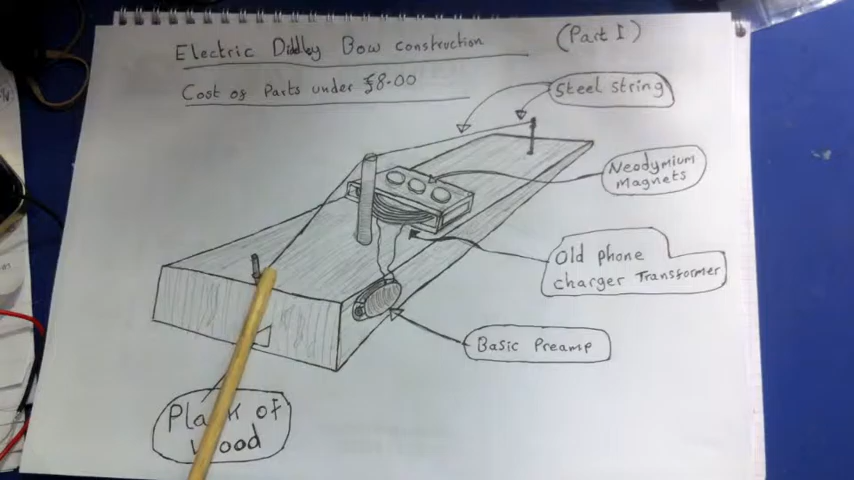 Electric Diddley Bow construction
(Part I)
Cost of Parts under £8.00
Steel string
Neodymium
Magnets
Old phone
charger Transformer
Basic Preamp
Plank of
Wood